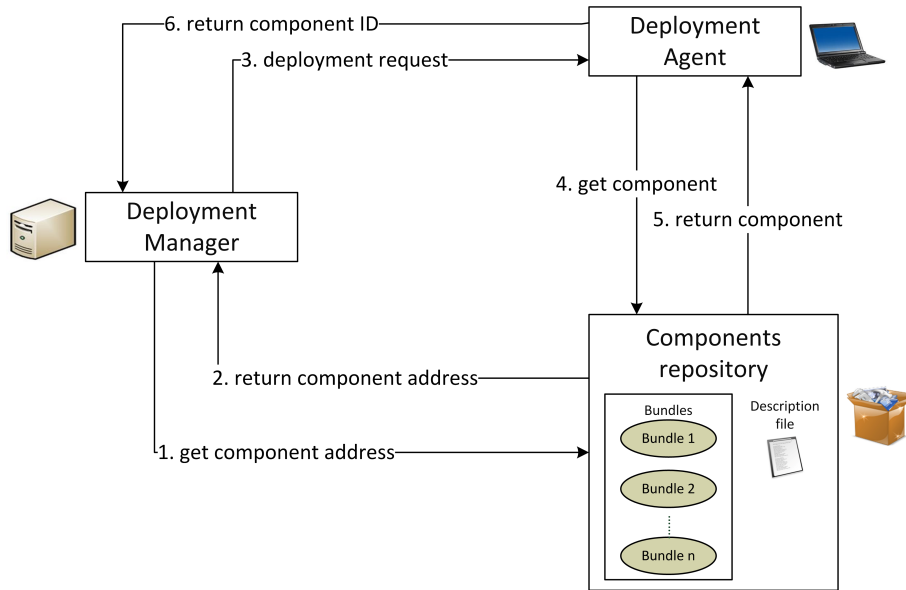 6. return component ID
Deployment
Agent
3. deployment request
4. get component
5. return component
Deployment
Manager
Components
repository
2. return component address
Bundles
Description
file
Bundle 1
1. get component address
Bundle 2
Bundle n